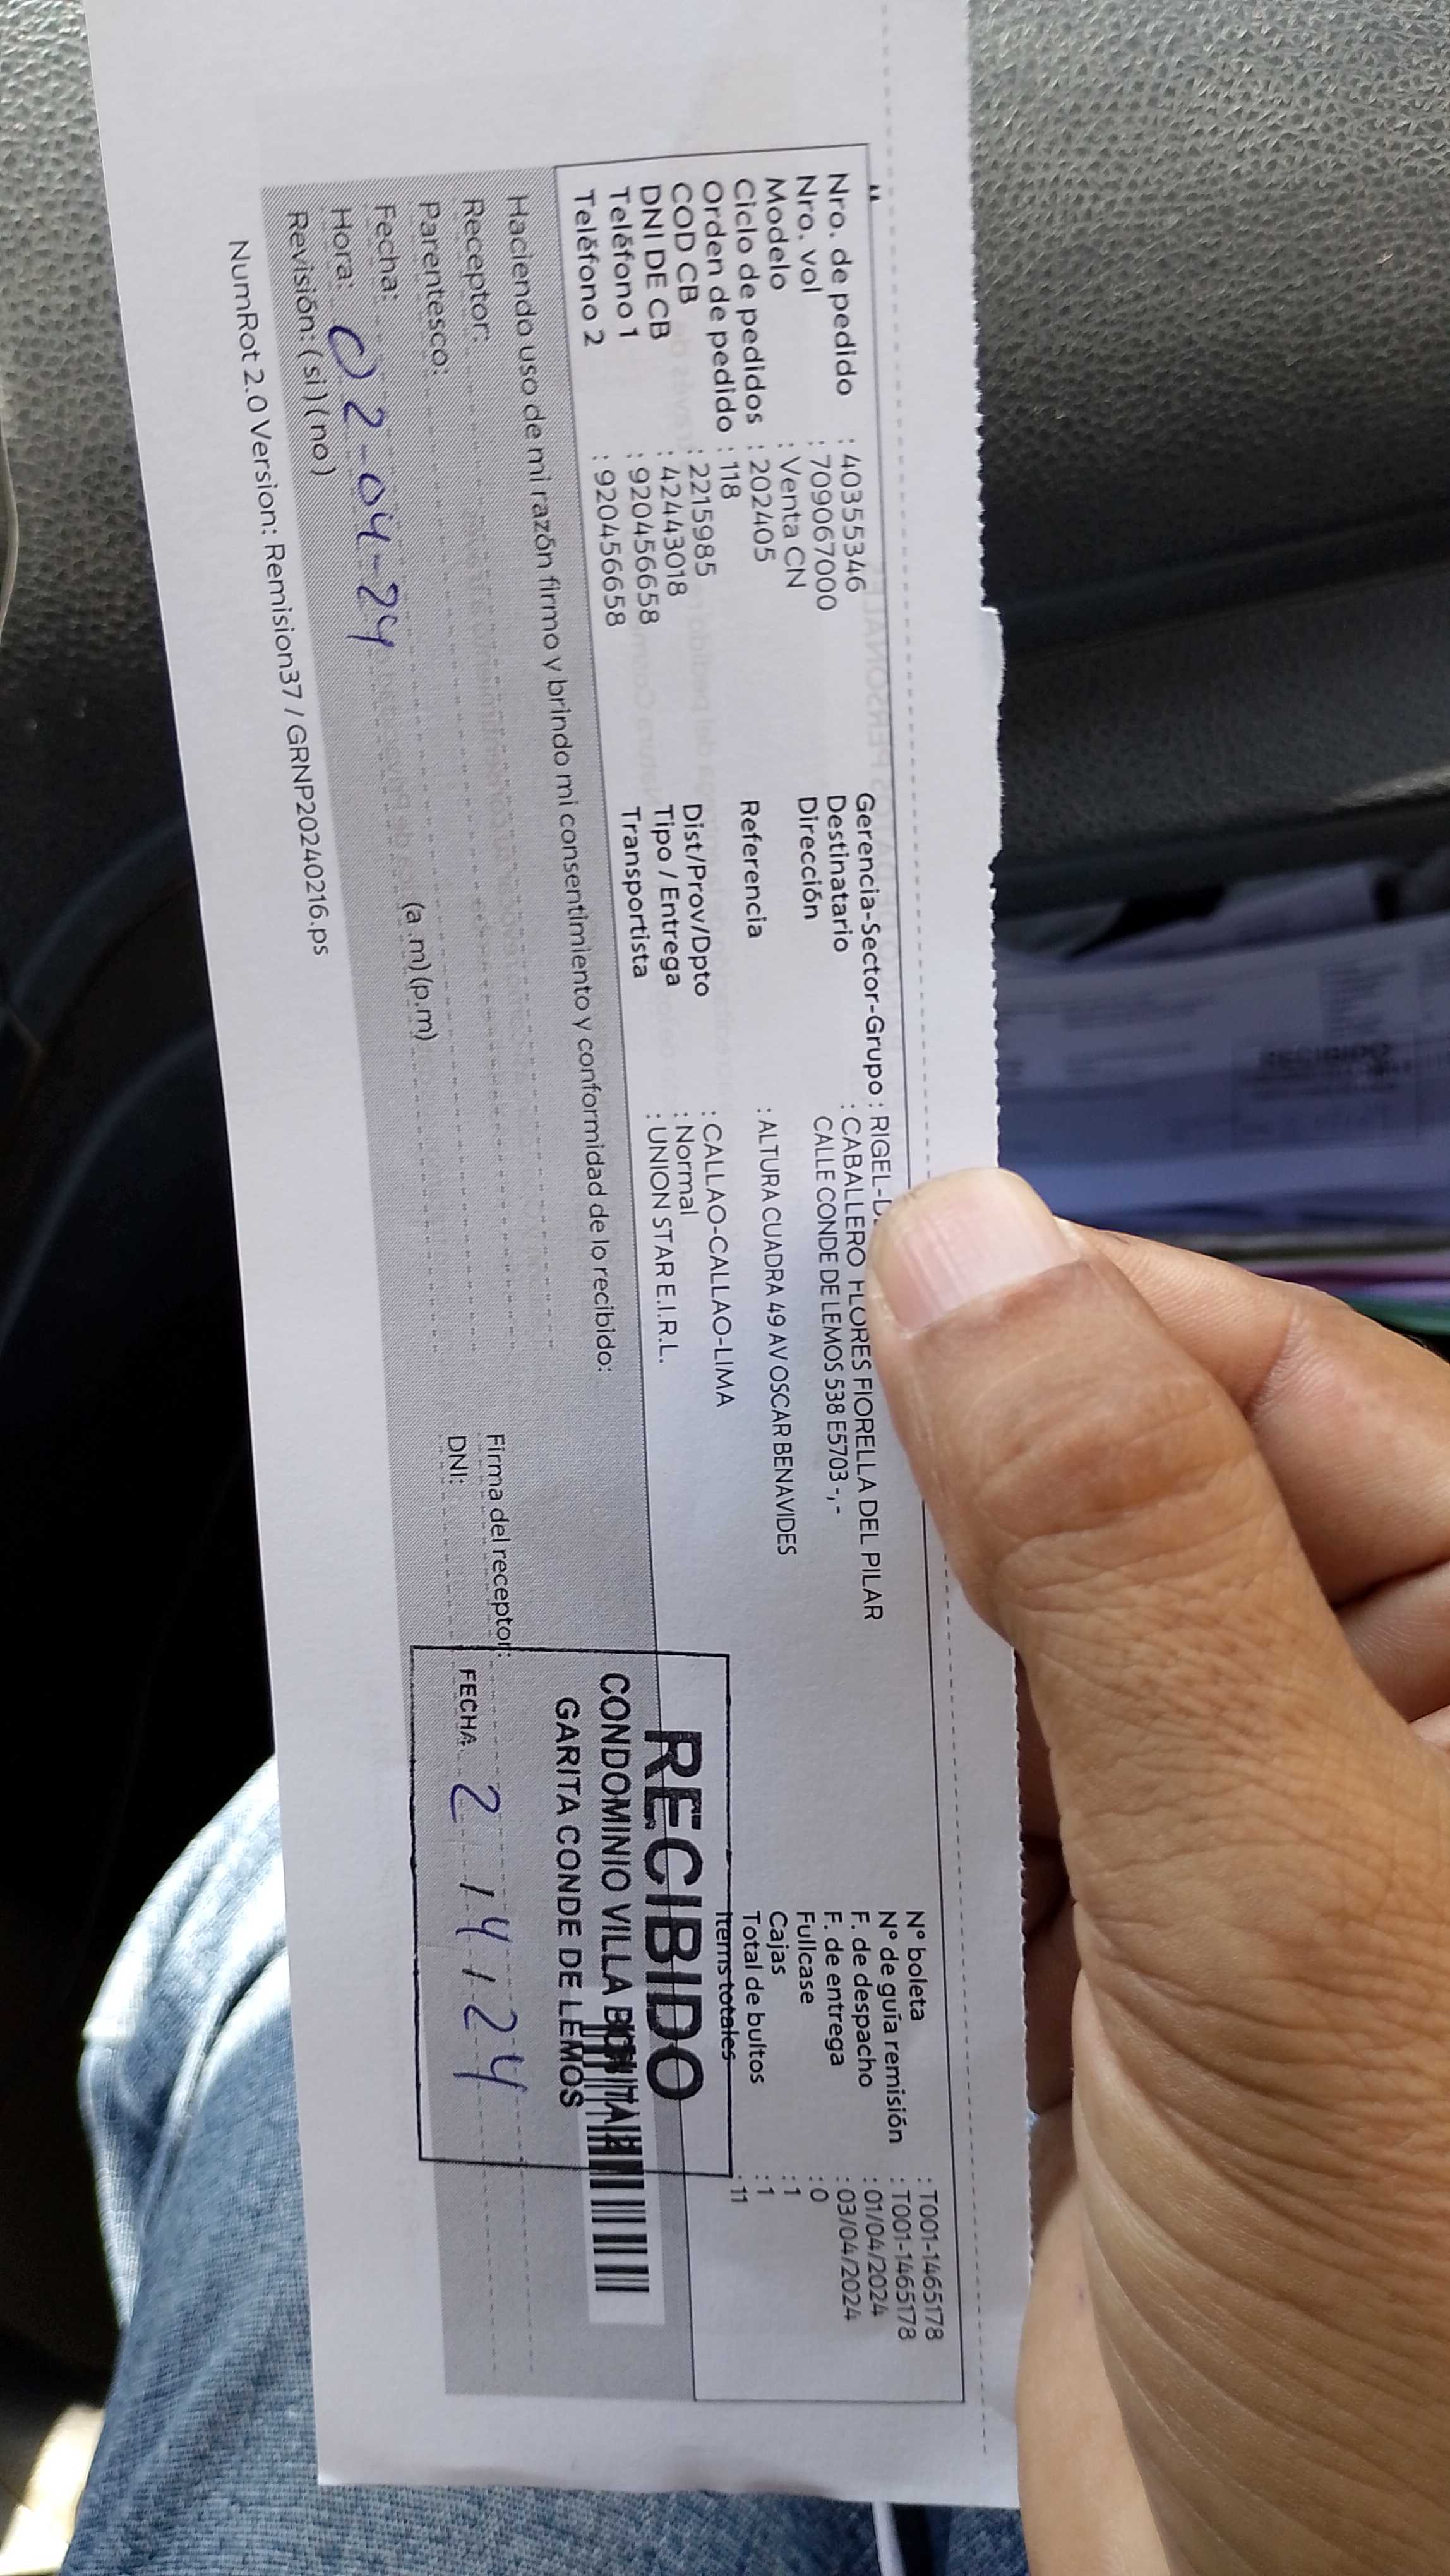 Nro. de pedido : 40355346
Nro. vol : 709067000
Modelo : Venta CN
Ciclo de pedidos : 202405
Orden de pedido : 118
COD CB : 2215985
DNI DE CB : 42443018
Teléfono 1 : 920456658
Teléfono 2 : 920456658
Gerencia-Sector-Grupo : RIGEL-
Destinatario : CABALLERO FLORES FIORELLA DEL PILAR
Dirección CALLE CONDE DE LEMOS 538 E5703 -, -
Referencia : ALTURA CUADRA 49 AV OSCAR BENAVIDES
Dist/Prov/Dpto : CALLAO-CALLAO-LIMA
Tipo / Entrega : Normal
Transportista : UNION STAR E.I.R.L.
N° boleta : T001-1465178
N° de guía remisión : T001-1465178
F. de despacho : 01/04/2024
F. de entrega : 03/04/2024
Fullcase : 0
Cajas : 1
Total de bultos : 1
Items totales : 11
Haciendo uso de mi razón firmo y brindo mi consentimiento y conformidad de lo recibido:
Receptor:
Parentesco:
Fecha: 02-04-24
Hora: (a.m) (p.m)
Revisión: (si) (no)
Firma del receptor:
DNI:
RECIBIDO
CONDOMINIO VILLA BONITA
GARITA CONDE DE LEMOS
FECHA 2 14 1 24
NumRot 2.0 Version: Remision37 / GRNP20240216.ps